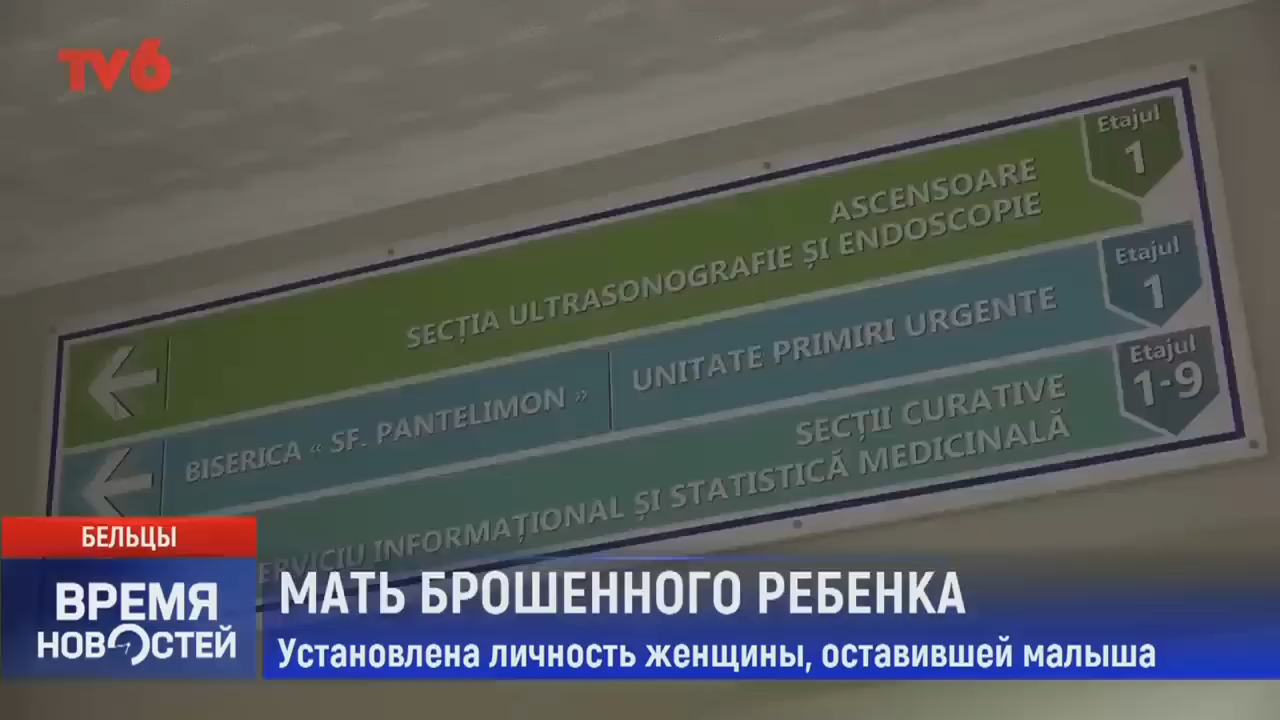 TV6
Etajul
1
ASCENSOARE
SECȚIA ULTRASONOGRAFIE ȘI ENDOSCOPIE
Etajul
1
BISERICA « SF. PANTELIMON » UNITATE PRIMIRI URGENTE
Etajul
1-9
SECȚII CURATIVE
INFORMAȚIONAL ȘI STATISTICĂ MEDICINALĂ
БЕЛЬЦЫ
ВРЕМЯ
НОВОСТЕЙ
МАТЬ БРОШЕННОГО РЕБЕНКА
Установлена личность женщины, оставившей малыша